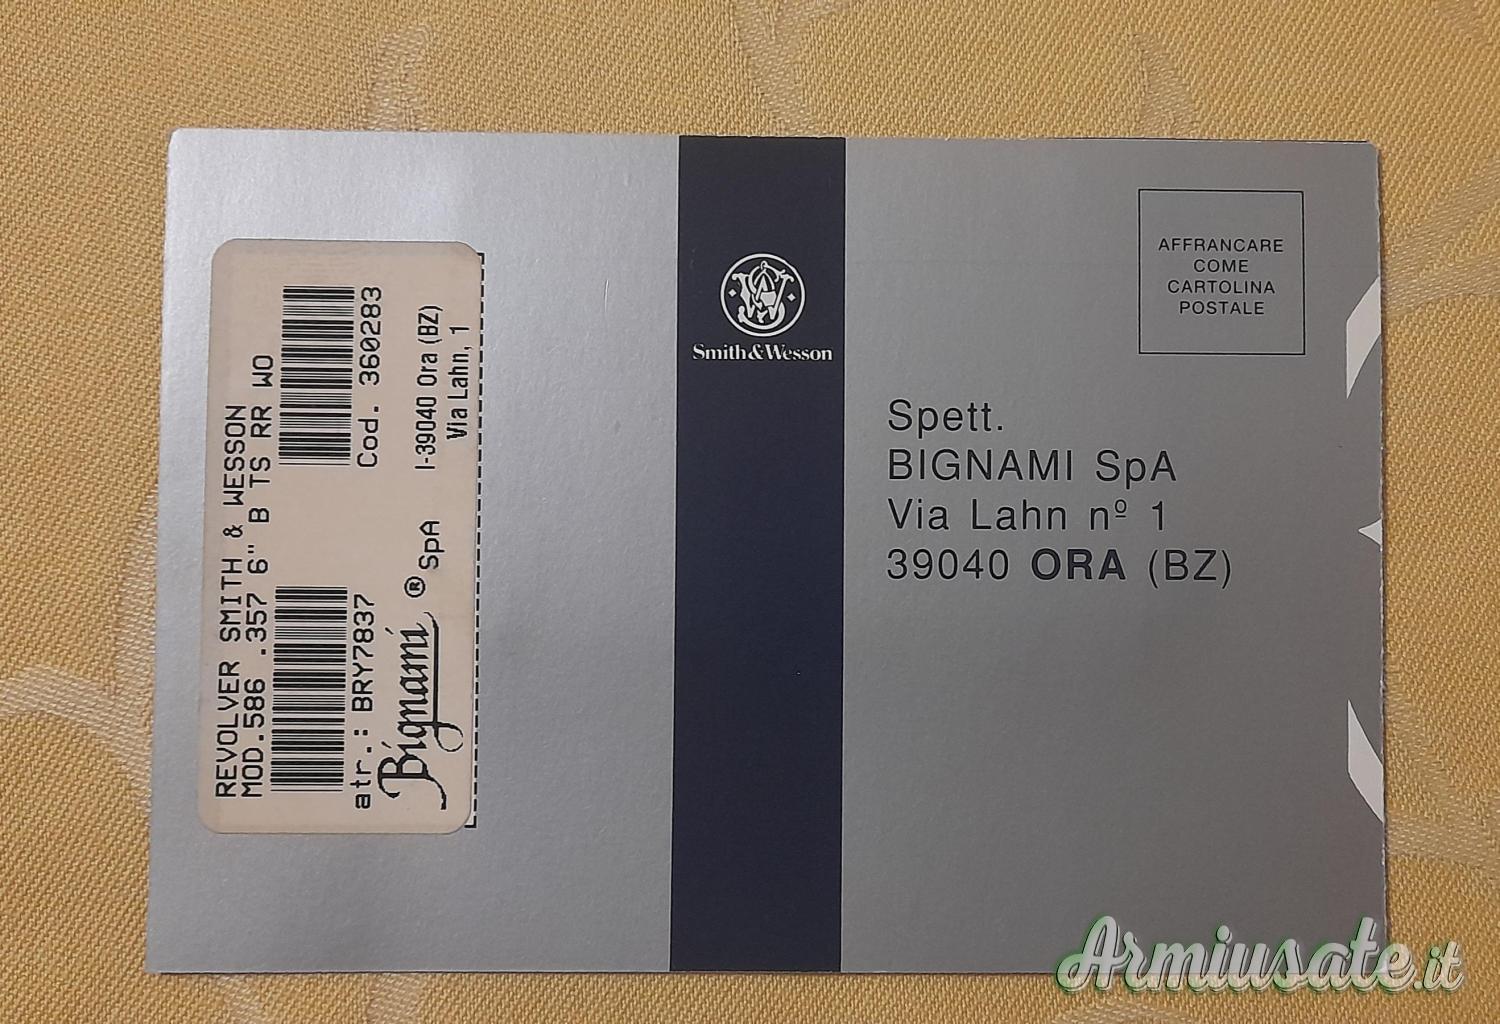 REVOLVER SMITH & WESSON
MOD.586 .357 6" B TS RR WO
atr.: BRY7837
Cod. 360283
Bignami ® SpA
I-39040 Ora (BZ)
Via Lahn, 1
Smith & Wesson
AFFRANCARE
COME
CARTOLINA
POSTALE
Spett.
BIGNAMI SpA
Via Lahn nº 1
39040 ORA (BZ)
Armiusate.it